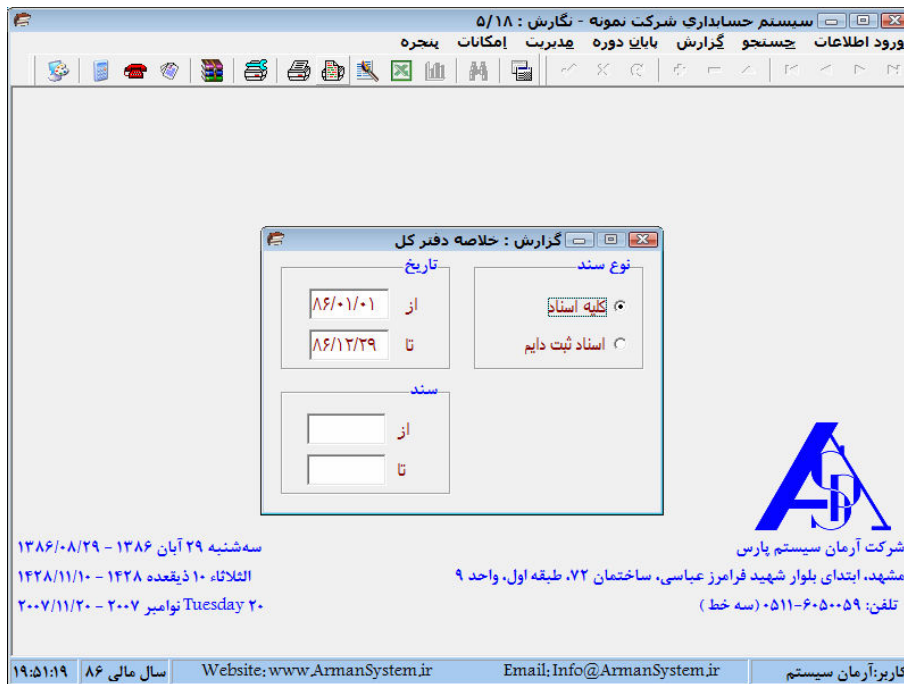 سیستم حسابداری شرکت نمونه - نگارش : ۵/۱۸
ورود اطلاعات جستجو گزارش پایان دوره مدیریت امکانات پنجره
گزارش : خلاصه دفتر کل
نوع سند
کلیه اسناد
اسناد ثبت دایم
تاریخ
از ۸۶/۰۱/۰۱
تا ۸۶/۱۲/۲۹
سند
از
تا
ASP
شرکت آرمان سیستم پارس
مشهد، ابتدای بلوار شهید فرامرز عباسی، ساختمان ۷۲، طبقه اول، واحد ۹
تلفن: ۶۰۵۰۰۵۹-۰۵۱۱ (سه خط)
سه‌شنبه ۲۹ آبان ۱۳۸۶ - ۱۳۸۶/۰۸/۲۹
الثلاثاء ۱۰ ذیقعده ۱۴۲۸ - ۱۴۲۸/۱۱/۱۰
Tuesday ۲۰ نوامبر ۲۰۰۷ - ۲۰۰۷/۱۱/۲۰
کاربر:آرمان سیستم
Email:Info@ArmanSystem.ir
Website:www.ArmanSystem.ir
سال مالی ۸۶
۱۹:۵۱:۱۹